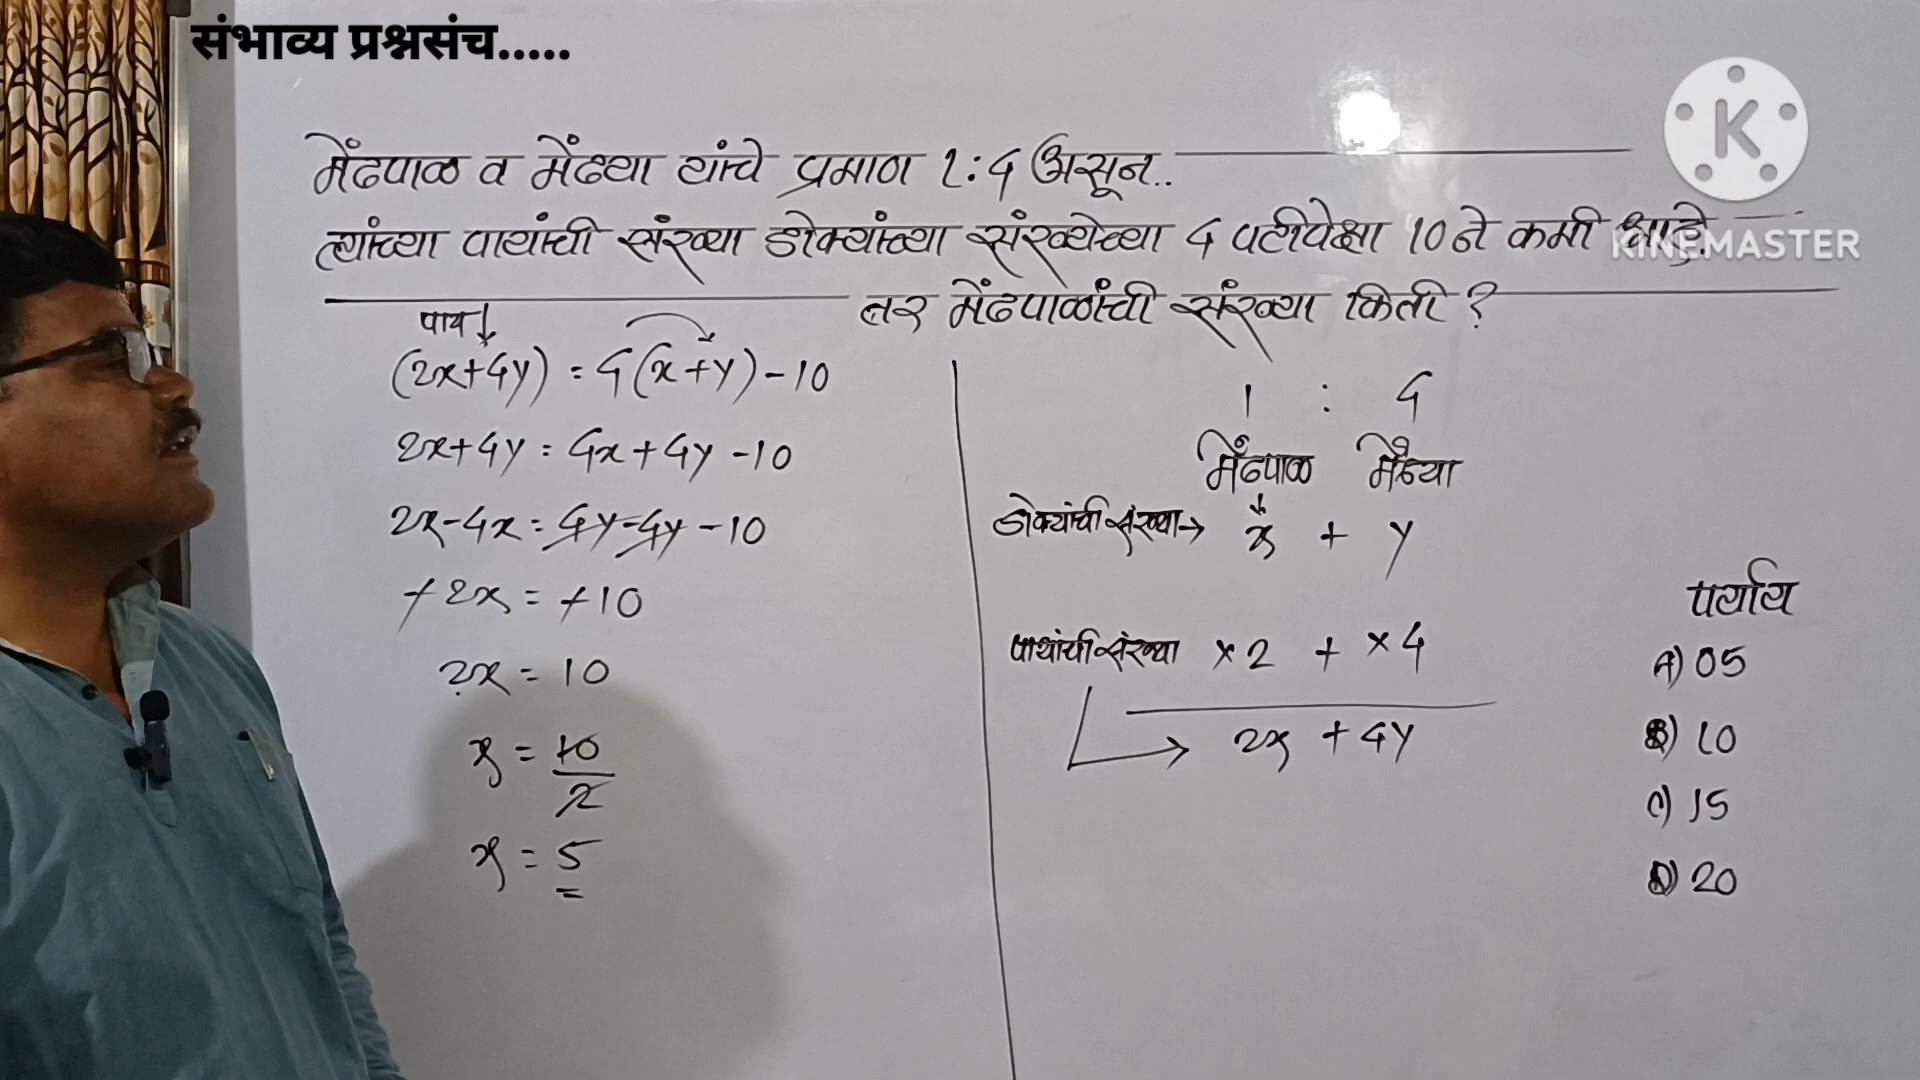 संभाव्य प्रश्नसंच.....
K
KINEMASTER
मेंढपाळ व मेंढ्या यांचे प्रमाण 1:4 असून..
त्यांच्या पायांची संख्या डोक्यांच्या संख्येच्या 4 पटीपेक्षा 10 ने कमी आहे.
तर मेंढपाळांची संख्या किती ?
पाय ↓
(2x+4y) = 4(x+y)-10
2x+4y = 4x+4y-10
2x-4x = 4y-4y-10
-2x = -10
2x = 10
x = 10/2
x = 5
1 : 4
मेंढपाळ मेंढ्या
डोक्यांची संख्या→ x + y
पायांची संख्या ×2 + ×4
2x + 4y
पर्याय
A) 05
B) 10
C) 15
D) 20